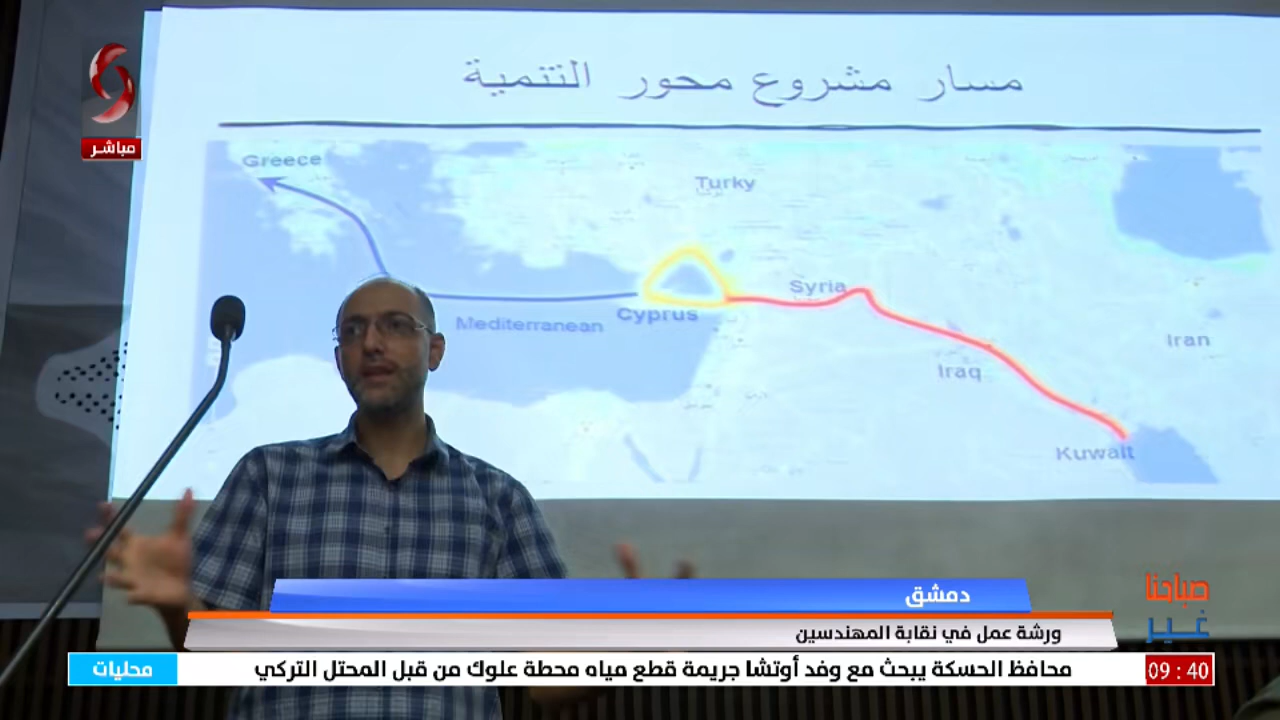 مسار مشروع محور التنمية
مباشر
Greece
Turky
Syria
Cyprus
Mediterranean
Iran
Iraq
Kuwait
دمشق
صباحنا
غير
ورشة عمل في نقابة المهندسين
محليات
محافظ الحسكة يبحث مع وفد أوتشا جريمة قطع مياه محطة علوك من قبل المحتل التركي
09 : 40